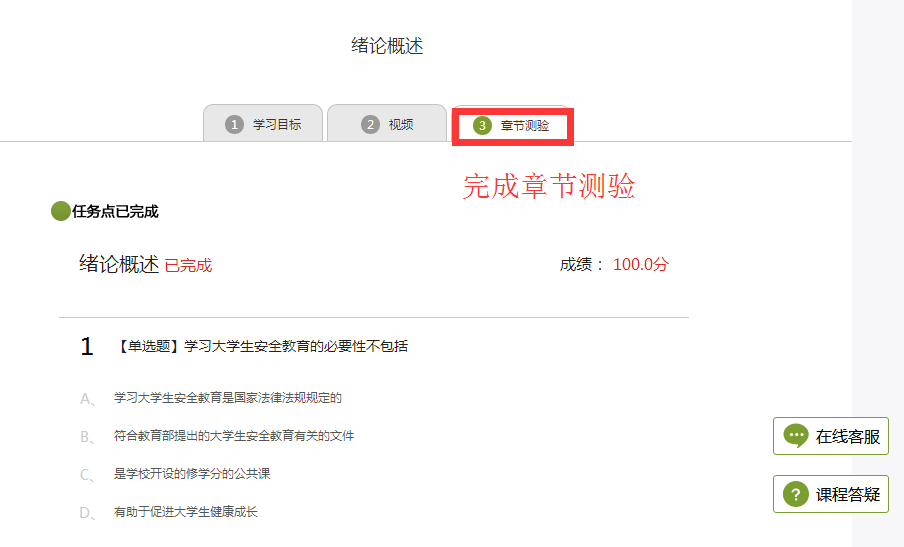 绪论概述
1 学习目标 2 视频 3 章节测验
完成章节测验
任务点已完成
绪论概述 已完成 成绩： 100.0分
1 【单选题】学习大学生安全教育的必要性不包括
A、 学习大学生安全教育是国家法律法规规定的
B、 符合教育部提出的大学生安全教育有关的文件
C、 是学校开设的修学分的公共课
D、 有助于促进大学生健康成长
在线客服
? 课程答疑